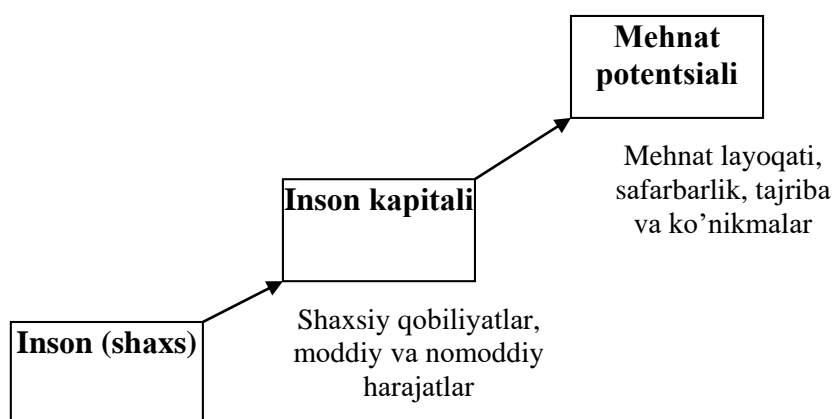 Mehnat
potentsiali
Mehnat layoqati,
safarbarlik, tajriba
va ko’nikmalar
Inson kapitali
Shaxsiy qobiliyatlar,
moddiy va nomoddiy
harajatlar
Inson (shaxs)